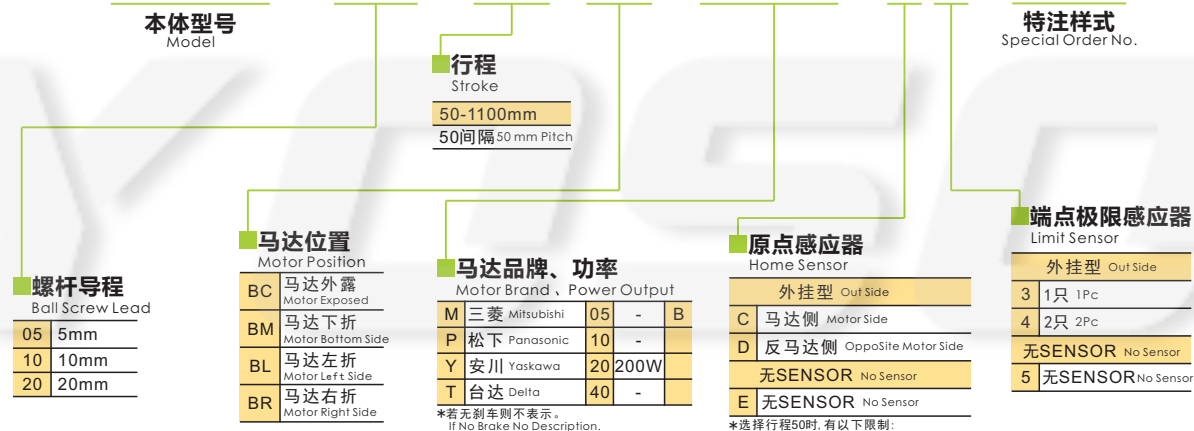 本体型号
Model
特注样式
Special Order No.
行程
Stroke
50-1100mm
50间隔 50 mm Pitch
螺杆导程
Ball Screw Lead
05 5mm
10 10mm
20 20mm
马达位置
Motor Position
BC 马达外露
Motor Exposed
BM 马达下折
Motor Bottom Side
BL 马达左折
Motor Left Side
BR 马达右折
Motor Right Side
马达品牌、功率
Motor Brand、Power Output
M 三菱 Mitsubishi 05 - B
P 松下 Panasonic 10 -
Y 安川 Yaskawa 20 200W
T 台达 Delta 40 -
*若无刹车则不表示。
If No Brake No Description.
原点感应器
Home Sensor
外挂型 Out Side
C 马达侧 Motor Side
D 反马达侧 OppoSite Motor Side
无SENSOR No Sensor
E 无SENSOR No Sensor
*选择行程50时, 有以下限制:
端点极限感应器
Limit Sensor
外挂型 Out Side
3 1只 1Pc
4 2只 2Pc
无SENSOR No Sensor
5 无SENSOR No Sensor